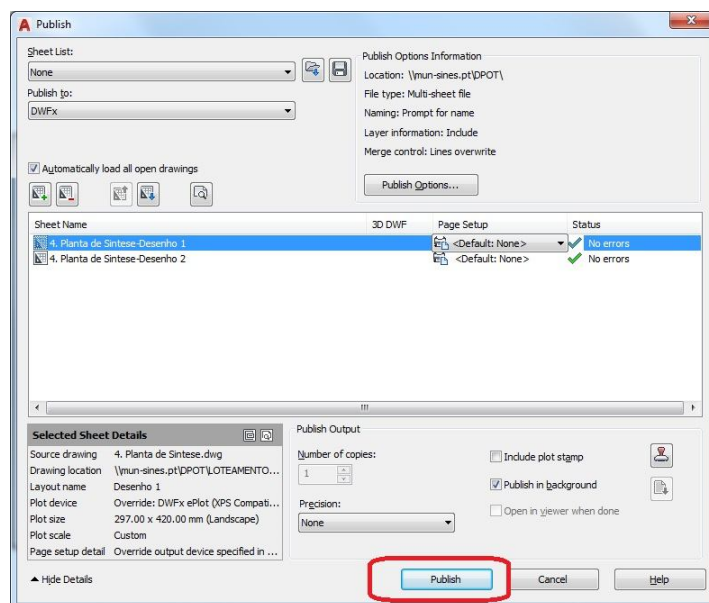 Publish
Sheet List:
None
Publish to:
DWFx
Automatically load all open drawings
Publish Options Information
Location: \\mun-sines.pt\DPOT\
File type: Multi-sheet file
Naming: Prompt for name
Layer information: Include
Merge control: Lines overwrite
Publish Options...
Sheet Name 3D DWF Page Setup Status
4. Planta de Sintese-Desenho 1 <Default: None> No errors
4. Planta de Sintese-Desenho 2 <Default: None> No errors
Selected Sheet Details
Source drawing 4. Planta de Sintese.dwg
Drawing location \\mun-sines.pt\DPOT\LOTEAMENTO...
Layout name Desenho 1
Plot device Override: DWFx ePlot (XPS Compati...
Plot size 297.00 x 420.00 mm (Landscape)
Plot scale Custom
Page setup detail Override output device specified in ...
Hide Details
Publish Output
Number of copies:
1
Precision:
None
Include plot stamp
Publish in background
Open in viewer when done
Publish Cancel Help